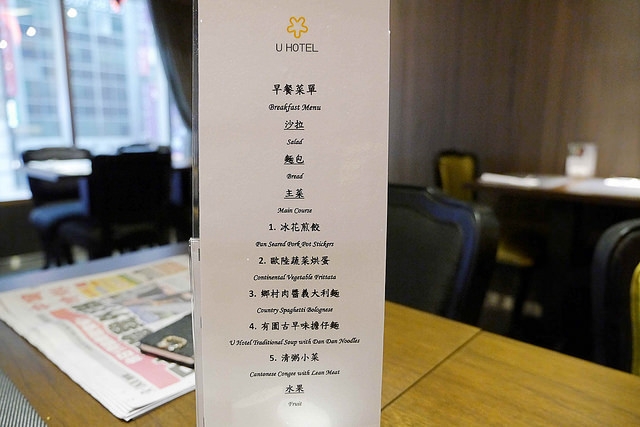 U HOTEL
早餐菜單
Breakfast Menu
沙拉
Salad
麵包
Bread
主菜
Main Course
1. 冰花煎餃
Pan Seared Pork Pot Stickers
2. 歐陸蔬菜烘蛋
Continental Vegetable Frittata
3. 鄉村肉醬義大利麵
Country Spaghetti Bolognese
4. 有園古早味擔仔麵
U Hotel Traditional Soup with Dan Dan Noodles
5. 清粥小菜
Cantonese Congee with Lean Meat
水果
Fruit